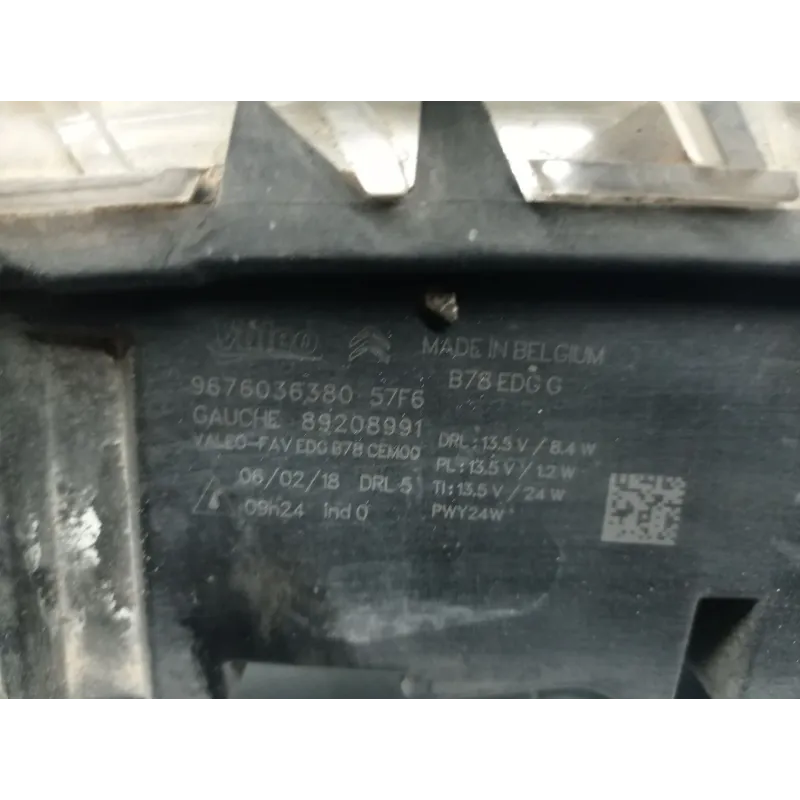 Valeo MADE IN BELGIUM
B78 EDG G
9676036380 57F6
GAUCHE 89208991
VALEO-FAV EDG B78 CEM00
06/02/18 DRL 5
09h24 Ind 0
DRL : 13.5 V / 8.4 W
PL : 13.5 V / 1.2 W
TI : 13.5 V / 24 W
PWY24W